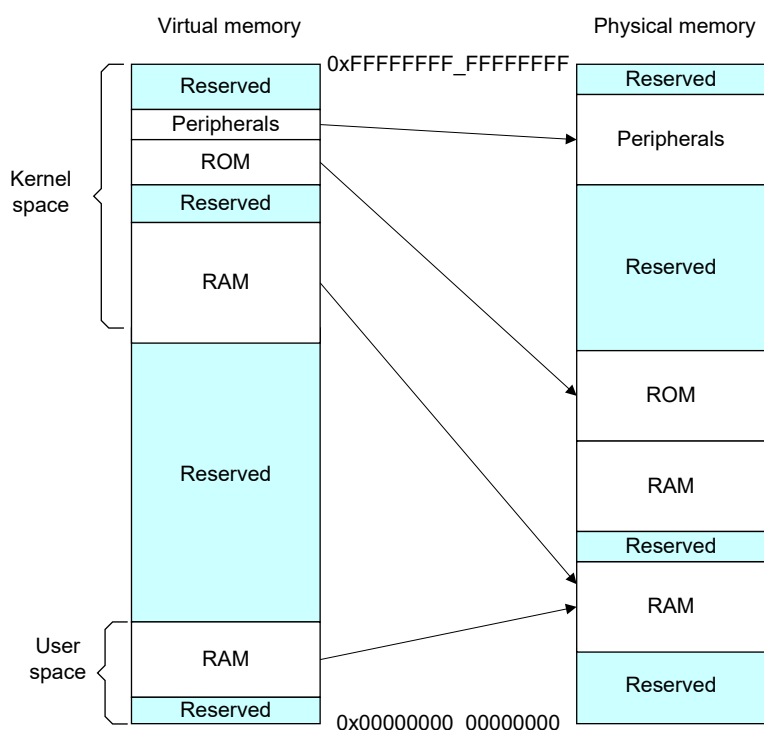 Virtual memory
Physical memory
0xFFFFFFFF_FFFFFFFF
Kernel
space
Reserved
Peripherals
ROM
Reserved
RAM
Reserved
User
space
RAM
Reserved
0x00000000_00000000
Reserved
Peripherals
Reserved
ROM
RAM
Reserved
RAM
Reserved